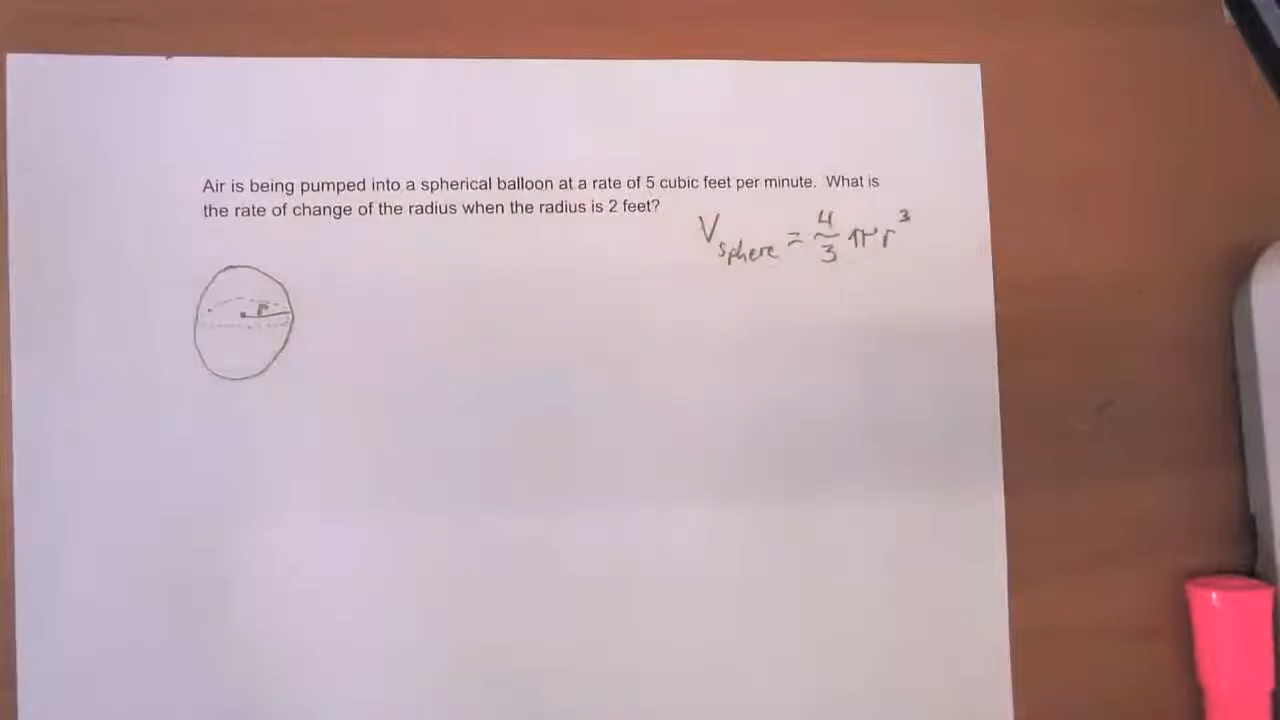 Air is being pumped into a spherical balloon at a rate of 5 cubic feet per minute.  What is
the rate of change of the radius when the radius is 2 feet?
V sphere = 4/3 πr³
r